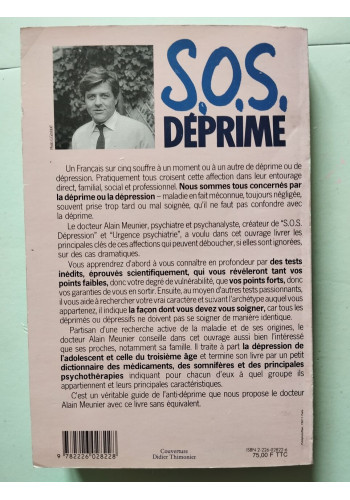 S.O.S.
DÉPRIME
Un Français sur cinq souffre à un moment ou à un autre de déprime ou de
dépression. Pratiquement tous croisent cette affection dans leur entourage
direct, familial, social et professionnel. Nous sommes tous concernés par
la déprime ou la dépression – maladie en fait méconnue, toujours négligée,
souvent prise trop tard ou mal soignée, qu'il ne faut pas confondre avec
la déprime.
Le docteur Alain Meunier, psychiatre et psychanalyste, créateur de "S.O.S.
Dépression" et "Urgence psychiatrie", a voulu dans cet ouvrage livrer les
principales clés de ces affections qui peuvent déboucher, si elles sont ignorées,
sur des cas dramatiques.
Vous apprendrez d'abord à vous connaître en profondeur par des tests
inédits, éprouvés scientifiquement, qui vous révéleront tant vos
points faibles, donc votre degré de vulnérabilité, que vos points forts, donc
vos garanties de vous en sortir. Ensuite, au moyen d'autres tests passionnants,
il vous aide à rechercher votre vrai caractère et suivant l'archétype auquel vous
appartenez, il indique la façon dont vous devez vous soigner, car tous les
déprimés ou dépressifs ne doivent pas se soigner de manière identique.
Partisan d'une recherche active de la maladie et de ses origines, le
docteur Alain Meunier conseille dans cet ouvrage aussi bien l'intéressé
que ses proches, notamment sa famille. Il traite à part la dépression de
l'adolescent et celle du troisième âge et termine son livre par un petit
dictionnaire des médicaments, des somnifères et des principales
psychothérapies indiquant pour chacun d'eux à quel groupe ils
appartiennent et leurs principales caractéristiques.
C'est un véritable guide de l'anti-déprime que nous propose le docteur
Alain Meunier avec ce livre sans équivalent.
Couverture
Didier Thimonier
75,00 F TTC
9 782226 028228